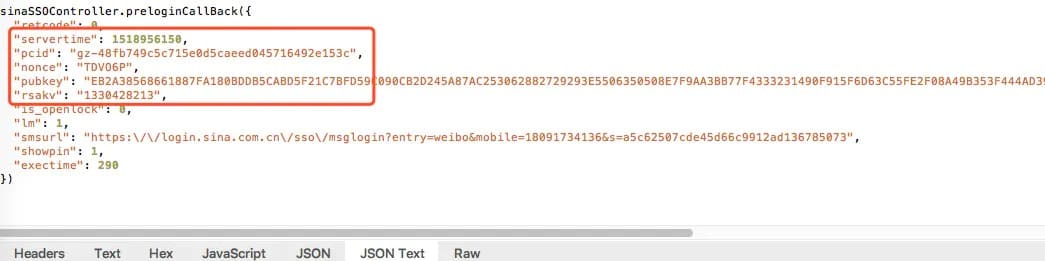 sinaSSOController.preloginCallBack({
"retcode": 0,
"servertime": 1518956150,
"pcid": "gz-48fb749c5c715e0d5caeed045716492e153c",
"nonce": "TDVO6P",
"pubkey": "EB2A38568661887FA180BDDB5CABD5F21C7BFD59C090CB2D245A87AC253062882729293E5506350508E7F9AA3BB77F4333231490F915F6D63C55FE2F08A49B353F444AD39
"rsakv": "1330428213",
"is_openlock": 0,
"lm": 1,
"smsurl": "https:\/\/login.sina.com.cn\/sso\/msglogin?entry=weibo&mobile=18091734136&s=a5c62507cde45d66c9912ad136785073",
"showpin": 1,
"exectime": 290
})
Headers Text Hex JavaScript JSON JSON Text Raw